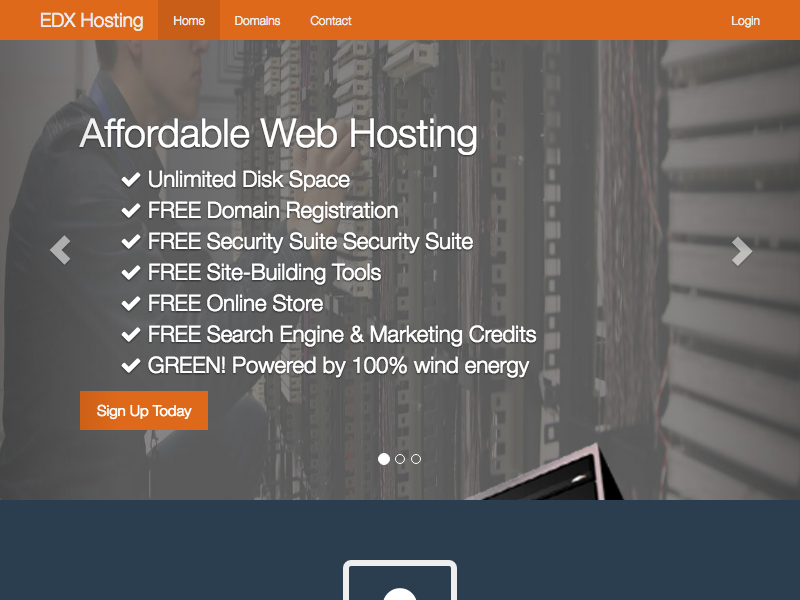 EDX Hosting Home Domains Contact Login
Affordable Web Hosting
Unlimited Disk Space
FREE Domain Registration
FREE Security Suite Security Suite
FREE Site-Building Tools
FREE Online Store
FREE Search Engine & Marketing Credits
GREEN! Powered by 100% wind energy
Sign Up Today